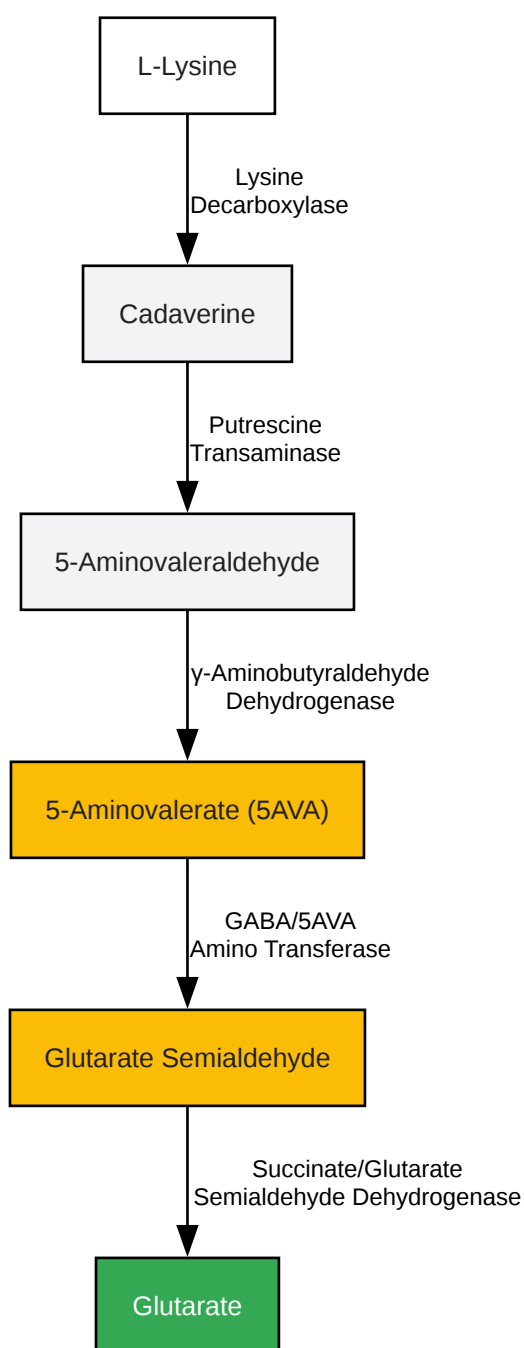 L-Lysine
Lysine
Decarboxylase
Cadaverine
Putrescine
Transaminase
5-Aminovaleraldehyde
γ-Aminobutyraldehyde
Dehydrogenase
5-Aminovalerate (5AVA)
GABA/5AVA
Amino Transferase
Glutarate Semialdehyde
Succinate/Glutarate
Semialdehyde Dehydrogenase
Glutarate